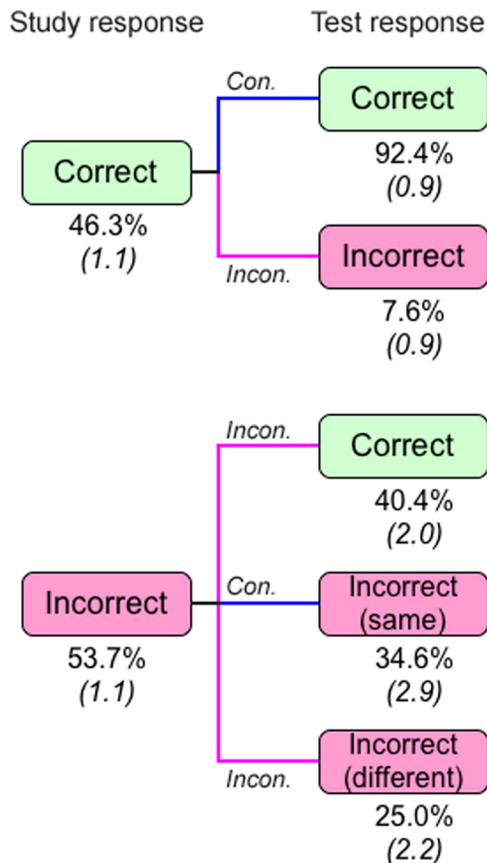 Study response
Test response
Con.
Correct
92.4%
(0.9)
Correct
46.3%
(1.1)
Incon.
Incorrect
7.6%
(0.9)
Incon.
Correct
40.4%
(2.0)
Incorrect
53.7%
(1.1)
Con.
Incorrect
(same)
34.6%
(2.9)
Incon.
Incorrect
(different)
25.0%
(2.2)